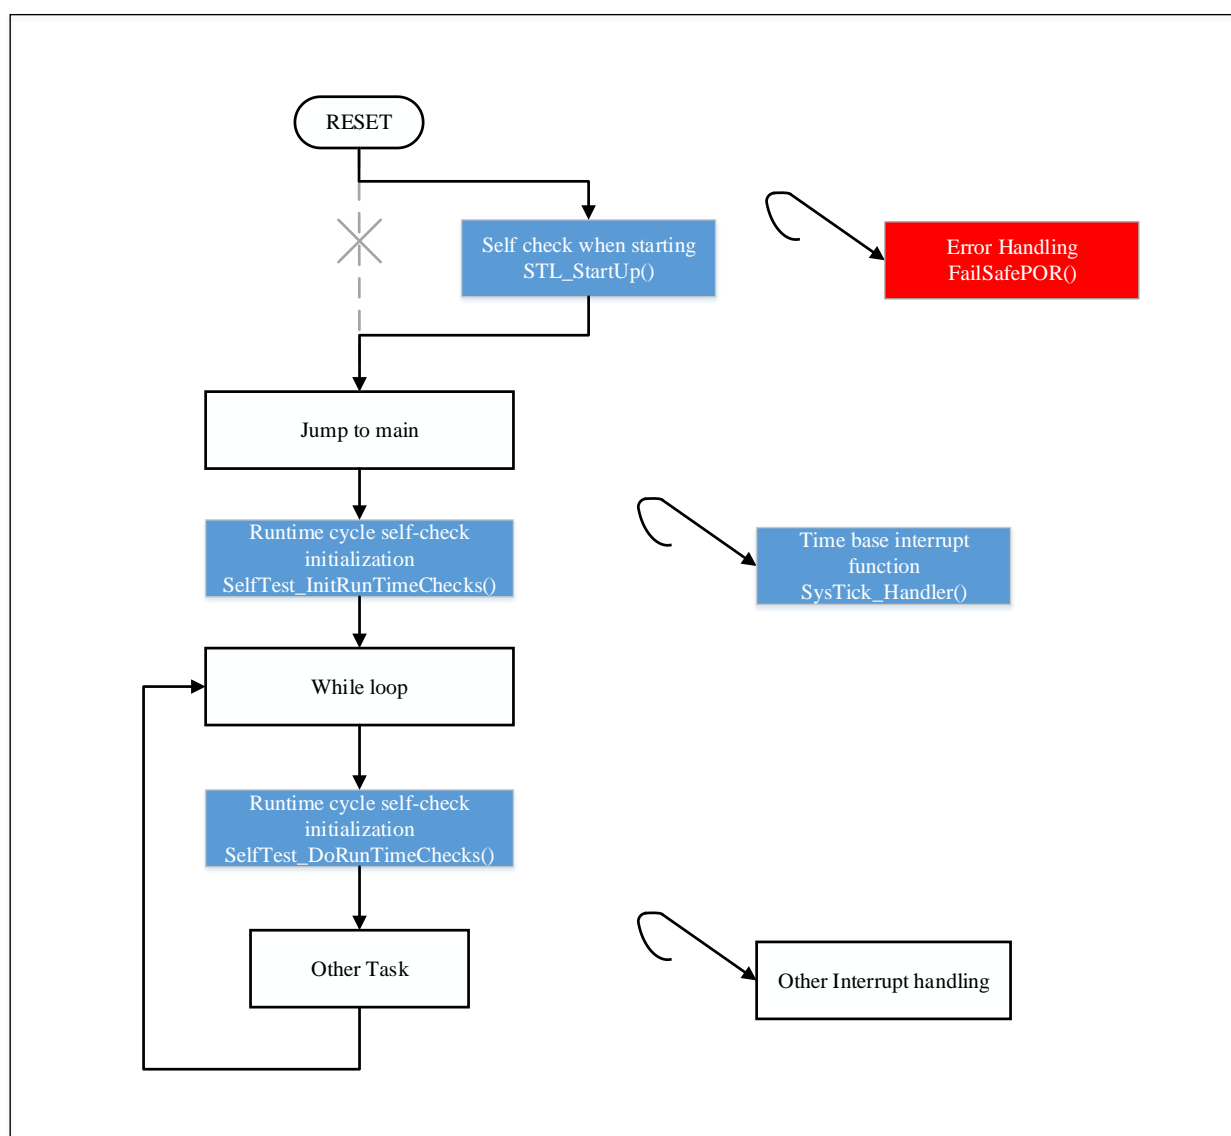 RESET
Self check when starting
STL_StartUp()
Error Handling
FailSafePOR()
Jump to main
Runtime cycle self-check
initialization
SelfTest_InitRunTimeChecks()
Time base interrupt
function
SysTick_Handler()
While loop
Runtime cycle self-check
initialization
SelfTest_DoRunTimeChecks()
Other Task
Other Interrupt handling